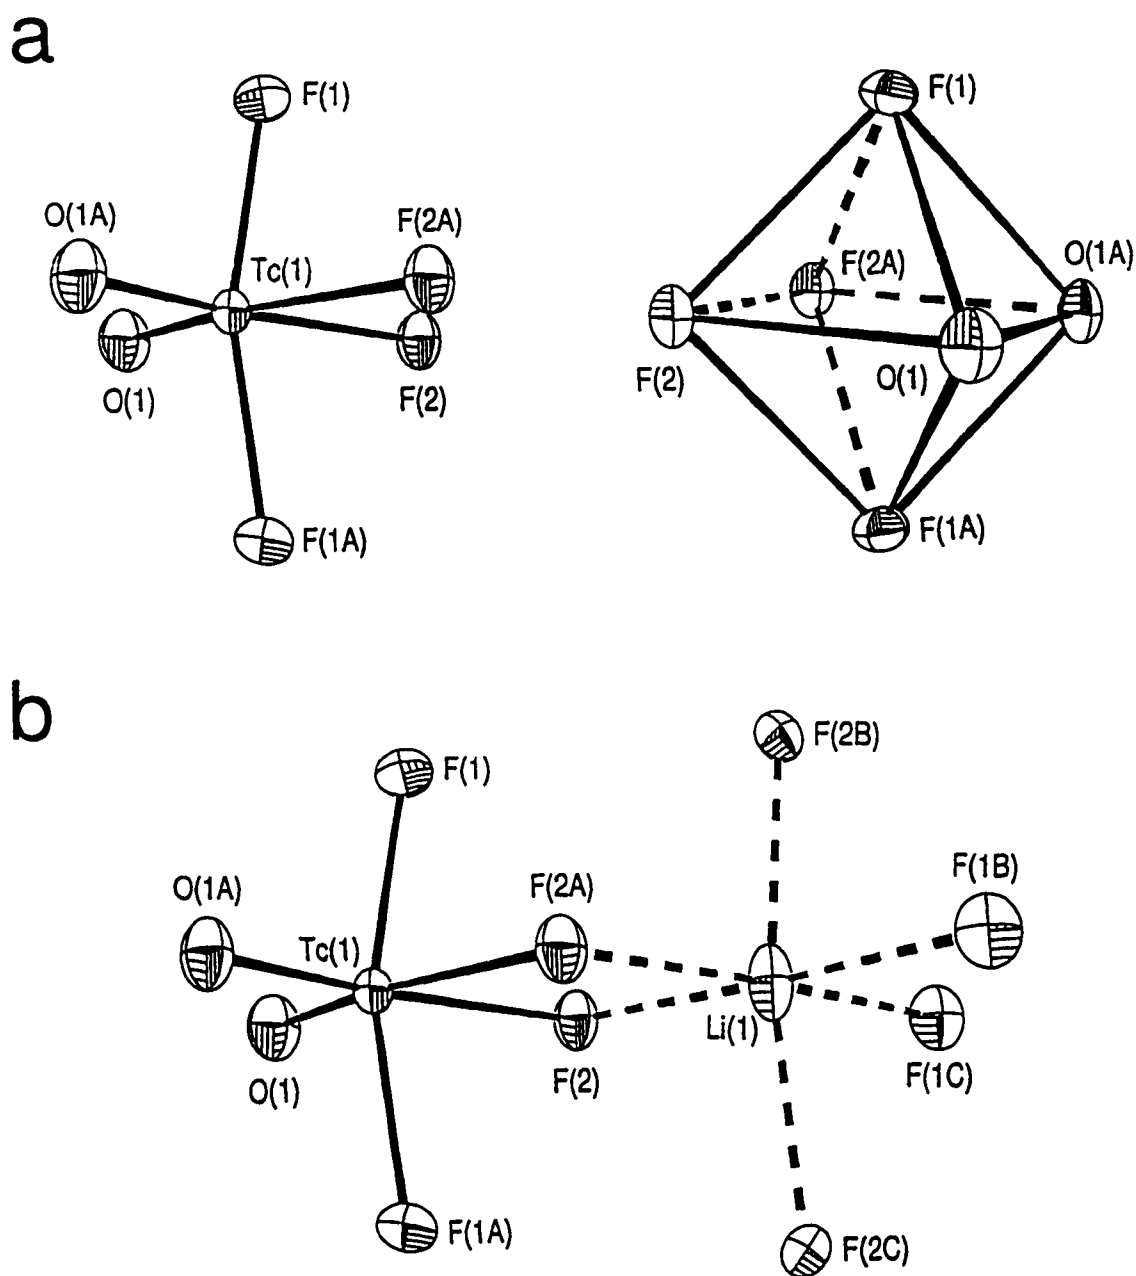 a
F(1)
O(1A)
F(2A)
Tc(1)
O(1)
F(2)
F(1A)
F(1)
F(2A)
O(1A)
F(2)
O(1)
F(1A)
b
F(1)
O(1A)
F(2A)
Tc(1)
O(1)
F(2)
F(1A)
F(2B)
F(1B)
Li(1)
F(1C)
F(2C)